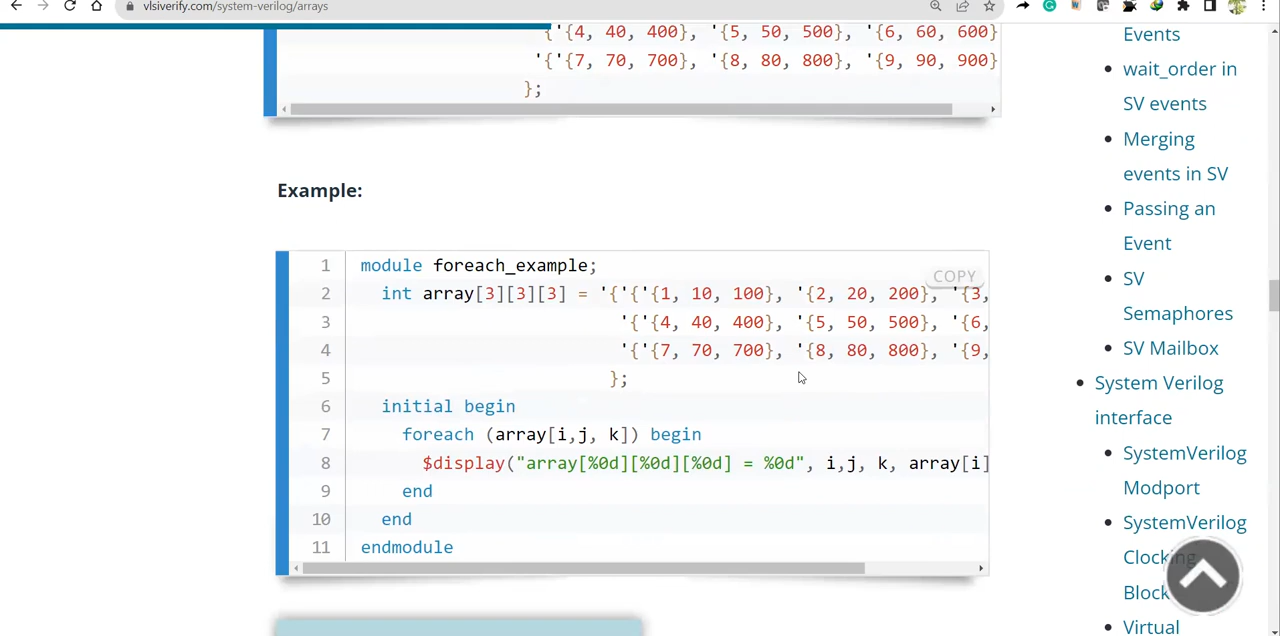 vlsiverify.com/system-verilog/arrays
{'{4, 40, 400}, '{5, 50, 500}, '{6, 60, 600}
'{'{7, 70, 700}, '{8, 80, 800}, '{9, 90, 900}
};
Example:
COPY
1 module foreach_example;
2 int array[3][3][3] = '{'{'{1, 10, 100}, '{2, 20, 200}, '{3,
3 '{'{4, 40, 400}, '{5, 50, 500}, '{6,
4 '{'{7, 70, 700}, '{8, 80, 800}, '{9,
5 };
6 initial begin
7 foreach (array[i,j, k]) begin
8 $display("array[%0d][%0d][%0d] = %0d", i,j, k, array[i]
9 end
10 end
11 endmodule
Events
• wait_order in
SV events
• Merging
events in SV
• Passing an
Event
• SV
Semaphores
• SV Mailbox
• System Verilog
interface
• SystemVerilog
Modport
• SystemVerilog
Clocking
Block
• Virtual